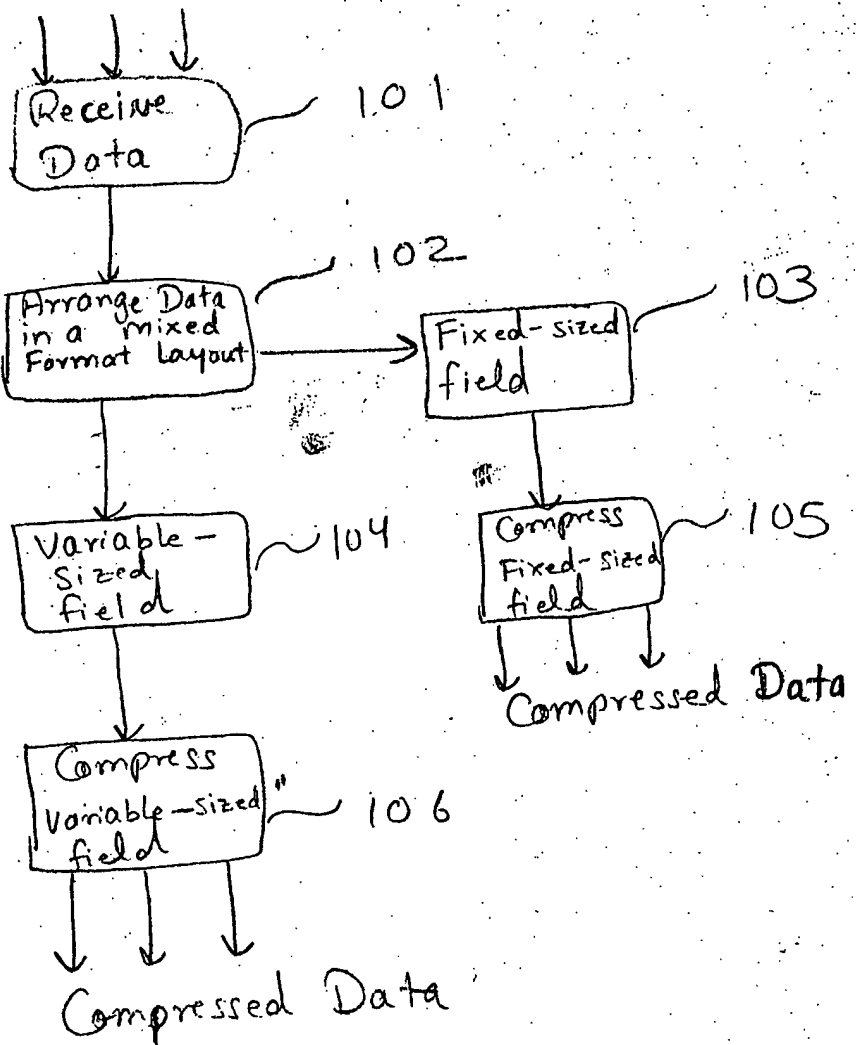 Receive
Data
101
Arrange Data
in a mixed
Format Layout
102
Fixed-sized
field
103
Variable-
sized
field
104
Compress
Fixed-sized
field
105
Compressed Data
Compress
Variable-sized
field
106
Compressed Data